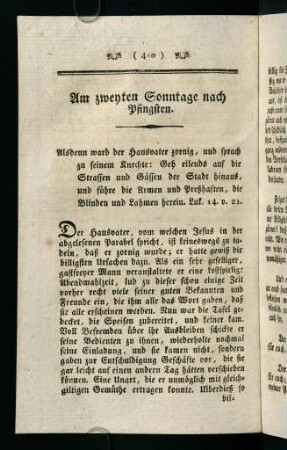 ( 40 )
Am zweyten Sonntage nach
Pfingsten.
Alsdenn ward der Hausvater zornig, und sprach
zu seinem Knechte: Geh eilends auf die
Strassen und Gässen der Stadt hinaus,
und führe die Armen und Preßhaften, die
Blinden und Lahmen herein. Luk. 14. v. 21.
Der Hausvater, von welchen Jesus in der
abgelesenen Parabel spricht, ist keineswegs zu ta-
deln, daß er zornig wurde; er hatte gewiß die
billigsten Ursachen dazu. Als ein sehr geselliger,
gastfreyer Mann veranstaltete er eine kostspielige
Abendmahlzeit, lud zu dieser schon einige Zeit
vorher recht viele seiner guten Bekannten und
Freunde ein, die ihm alle das Wort gaben, daß
sie alle erscheinen werden. Nun war die Tafel ge-
decket, die Speisen zubereitet, und keiner kam.
Voll Befremden über ihr Ausbleiben schickte er
seine Bedienten zu ihnen, wiederholte nochmal
seine Einladung, und sie kamen nicht, sondern
gaben zur Entschuldigung Geschäfte vor, die sie
gar leicht auf einen andern Tag hätten verschieben
können. Eine Unart, die er unmöglich mit gleich-
giltigen Gemüthe ertragen konnte. Uiberdieß so
bil-